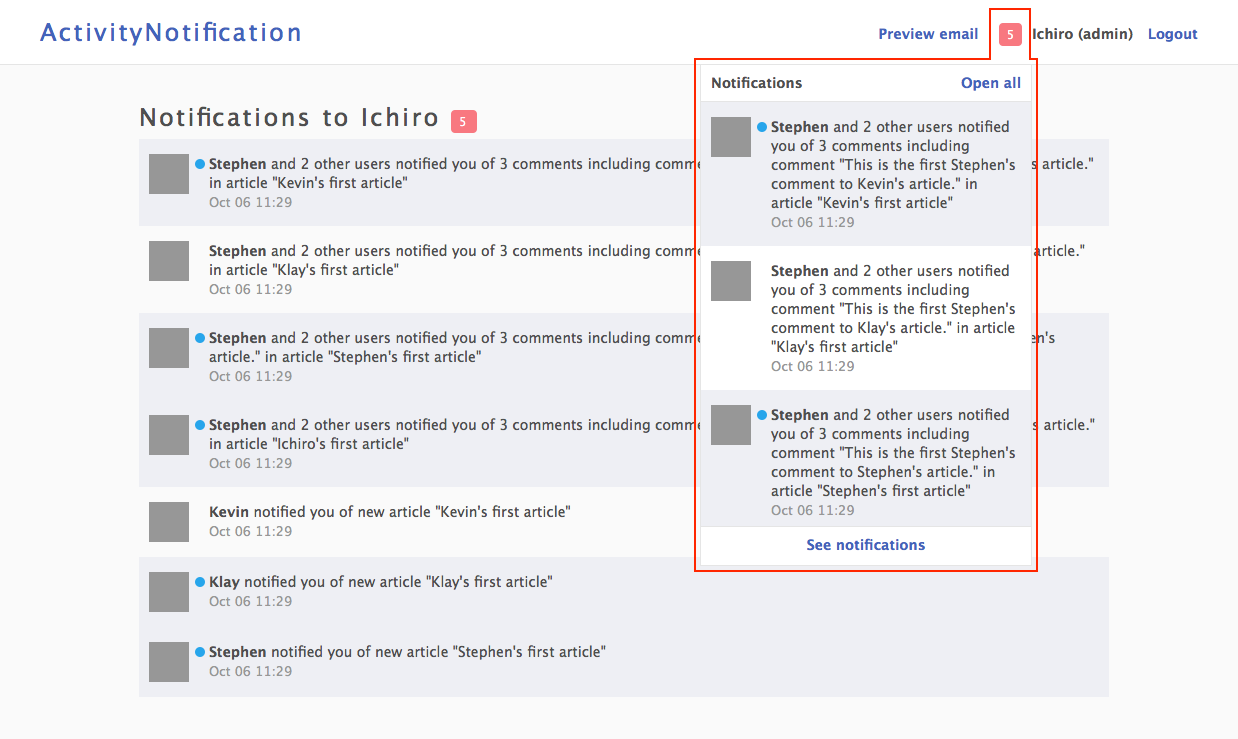 ActivityNotification
Preview email
5
Ichiro (admin)
Logout
Notifications to Ichiro 5
Stephen and 2 other users notified you of 3 comments including
s article."
in article "Kevin's first article"
Oct 06 11:29
Stephen and 2 other users notified you of 3 comments including
article."
in article "Klay's first article"
Oct 06 11:29
Stephen and 2 other users notified you of 3 comments including
article." in article "Stephen's first article"
Oct 06 11:29
Stephen and 2 other users notified you of 3 comments including
s article."
in article "Ichiro's first article"
Oct 06 11:29
Kevin notified you of new article "Kevin's first article"
Oct 06 11:29
Klay notified you of new article "Klay's first article"
Oct 06 11:29
Stephen notified you of new article "Stephen's first article"
Oct 06 11:29
Notifications
Open all
Stephen and 2 other users notified
you of 3 comments including
comment "This is the first Stephen's
comment to Kevin's article." in
article "Kevin's first article"
Oct 06 11:29
Stephen and 2 other users notified
you of 3 comments including
comment "This is the first Stephen's
comment to Klay's article." in article
"Klay's first article"
Oct 06 11:29
Stephen and 2 other users notified
you of 3 comments including
comment "This is the first Stephen's
comment to Stephen's article." in
article "Stephen's first article"
Oct 06 11:29
See notifications